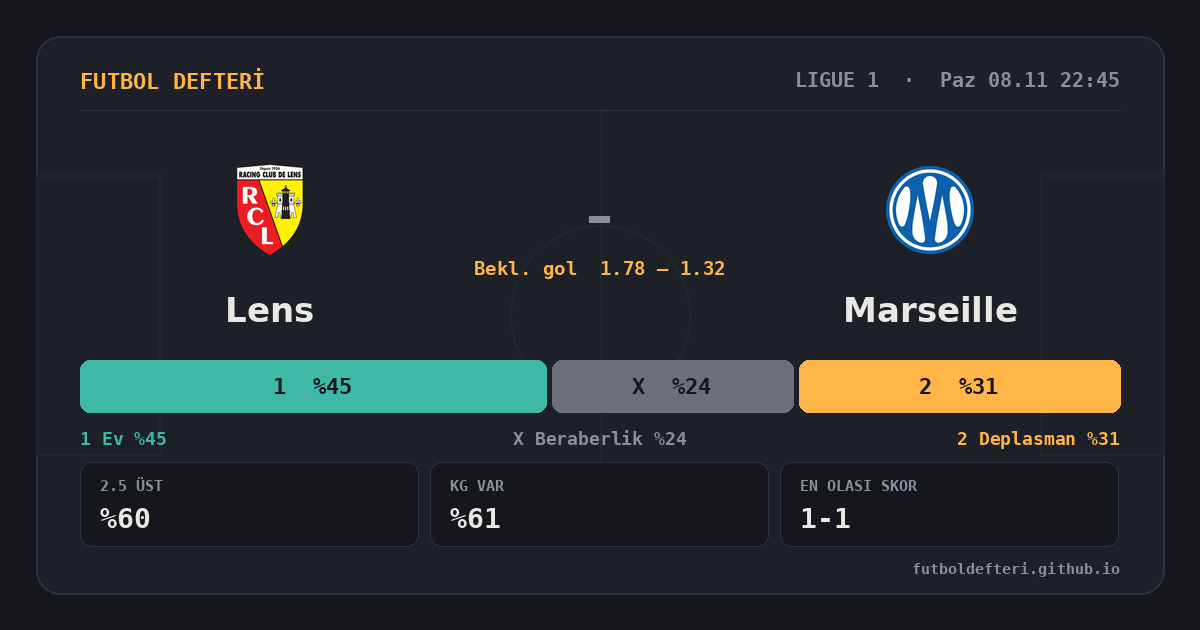 FUTBOL DEFTERİ
LIGUE 1 · Paz 08.11 22:45
Depuis 1906
RACING CLUB DE LENS
R
C
L
M
–
Bekl. gol 1.78 – 1.32
Lens
Marseille
1 %45
X %24
2 %31
1 Ev %45
X Beraberlik %24
2 Deplasman %31
2.5 ÜST
KG VAR
EN OLASI SKOR
%60
%61
1-1
futboldefteri.github.io